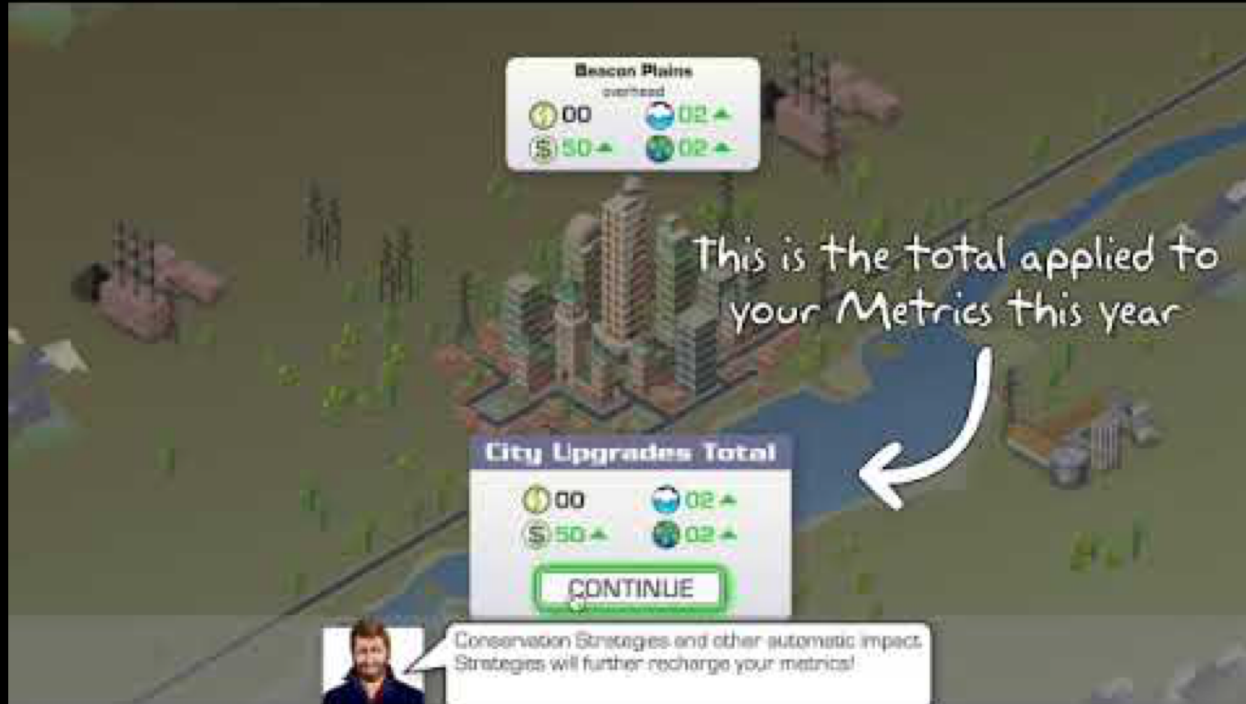 Beacon Plains
overhead
00 02
$ 50 02
This is the total applied to
your Metrics this year
City Upgrades Total
00 02
$ 50 02
CONTINUE
Conservation Strategies and other automatic impact
Strategies will further recharge your metrics!